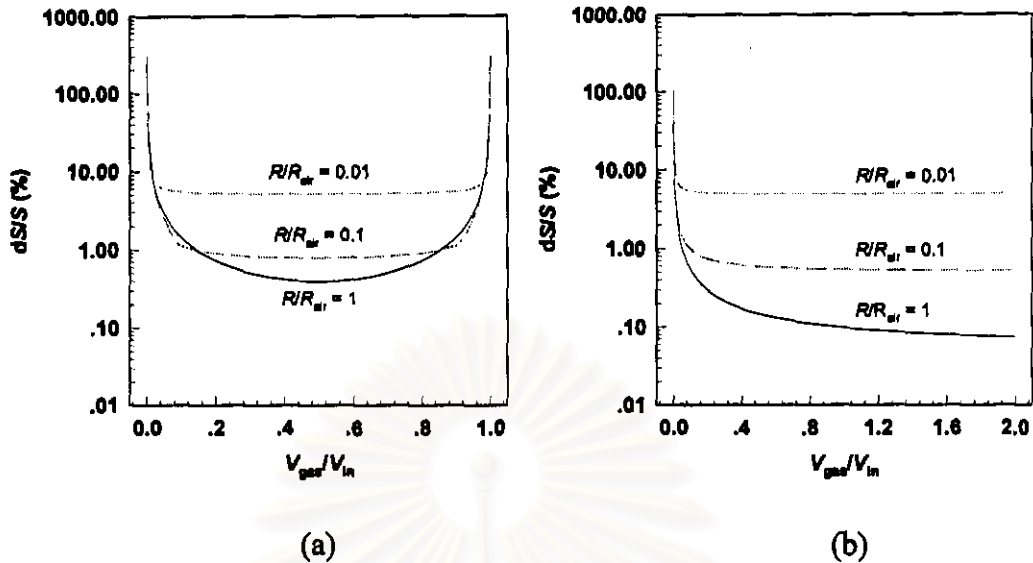 1000.00
100.00
10.00
1.00
.10
.01
dS/S (%)
R/Rair = 0.01
R/Rair = 0.1
R/Rair = 1
0.0 .2 .4 .6 .8 1.0
Vgas/Vin
(a)
1000.00
100.00
10.00
1.00
.10
.01
dS/S (%)
R/Rair = 0.01
R/Rair = 0.1
R/Rair = 1
0.0 .4 .8 1.2 1.6 2.0
Vgas/Vin
(b)